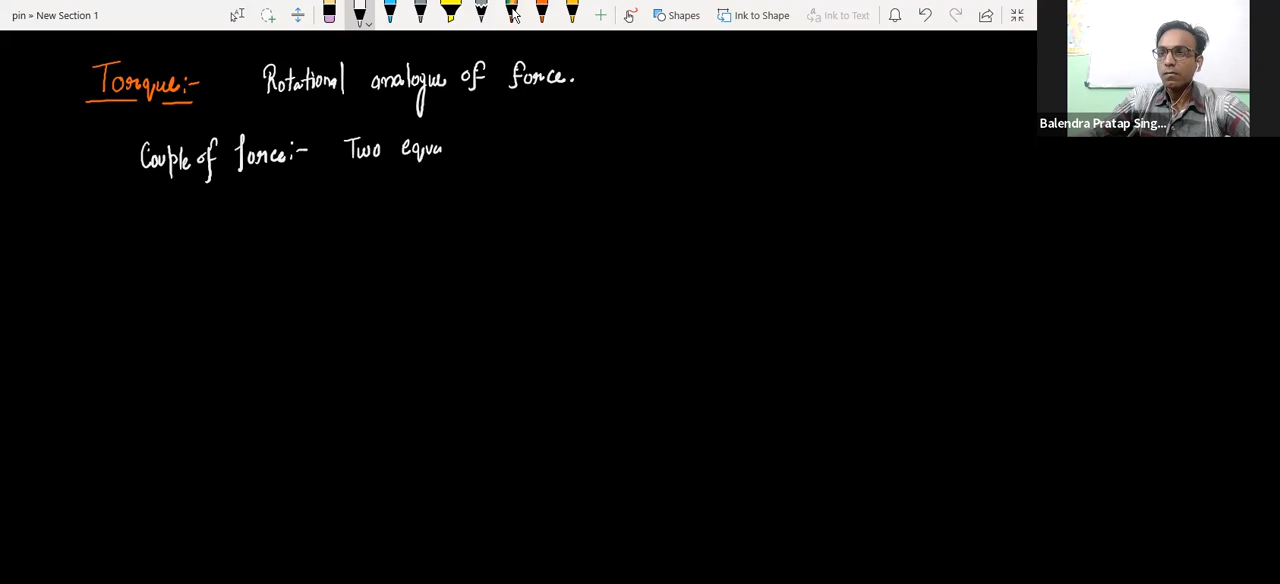 pin » New Section 1
Shapes
Ink to Shape
Ink to Text
Balendra Pratap Sing...
Torque:- Rotational analogue of force.
Couple of force:- Two equa